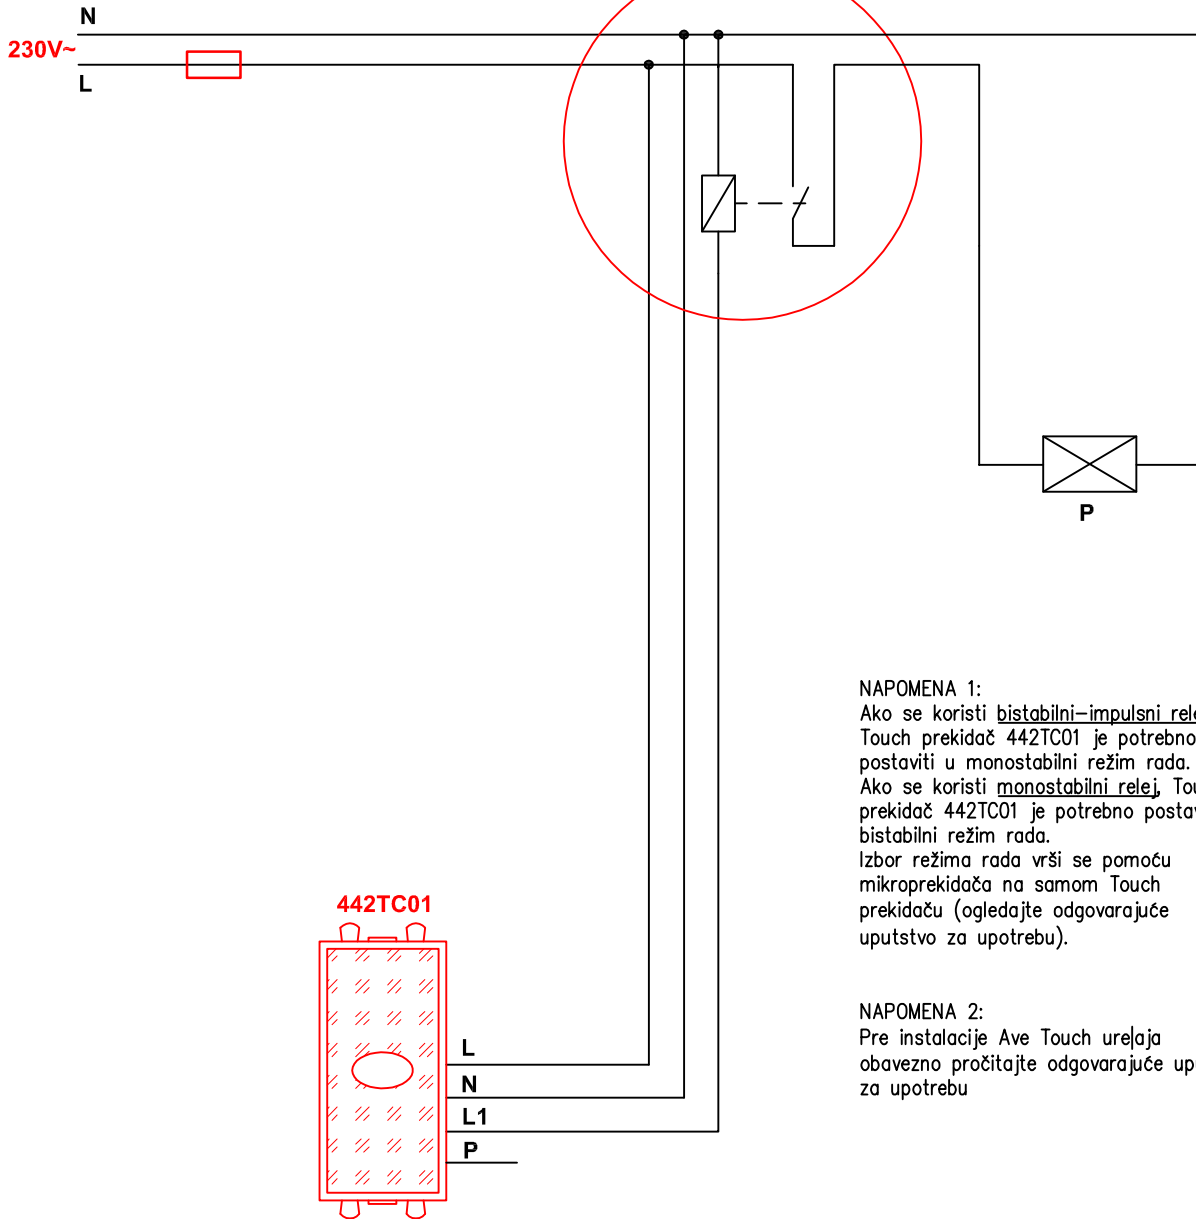 N
230V~
L
P
NAPOMENA 1:
Ako se koristi bistabilni-impulsni
Touch prekidač 442TC01 je potrebno
postaviti u monostabilni režim rada.
Ako se koristi monostabilni relej,
prekidač 442TC01 je potrebno
bistabilni režim rada.
Izbor režima rada vrši se pomoću
mikroprekidača na samom Touch
prekidaču (ogledajte odgovarajuće
uputstvo za upotrebu).
442TC01
NAPOMENA 2:
Pre instalacije Ave Touch ure|aja
obavezno pročitajte odgovarajuće
za upotrebu
L
N
L1
P